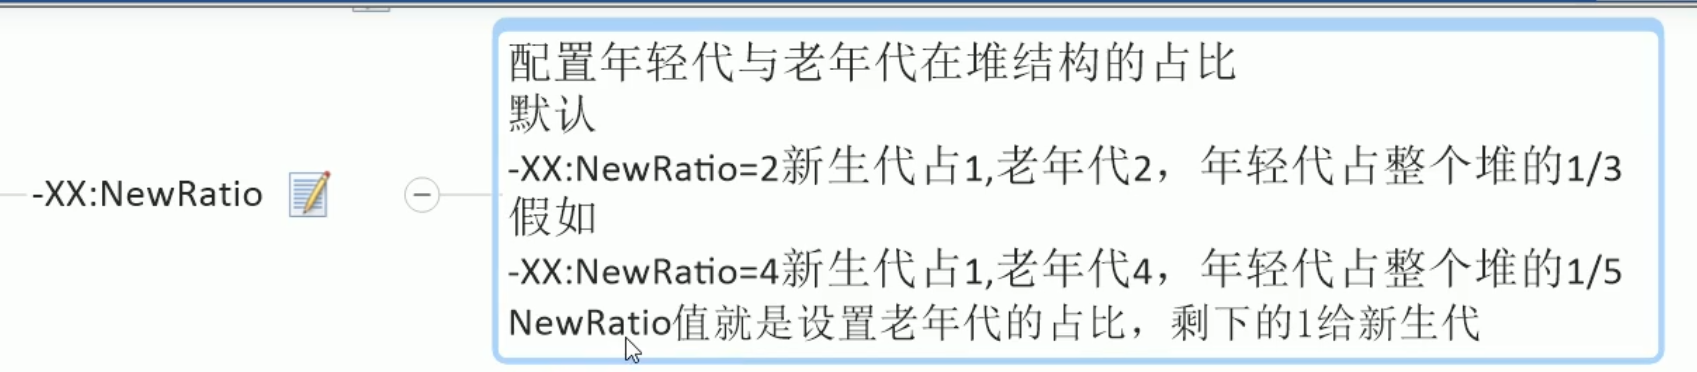 -XX:NewRatio
配置年轻代与老年代在堆结构的占比
默认
-XX:NewRatio=2新生代占1,老年代2，年轻代占整个堆的1/3
假如
-XX:NewRatio=4新生代占1,老年代4，年轻代占整个堆的1/5
NewRatio值就是设置老年代的占比，剩下的1给新生代